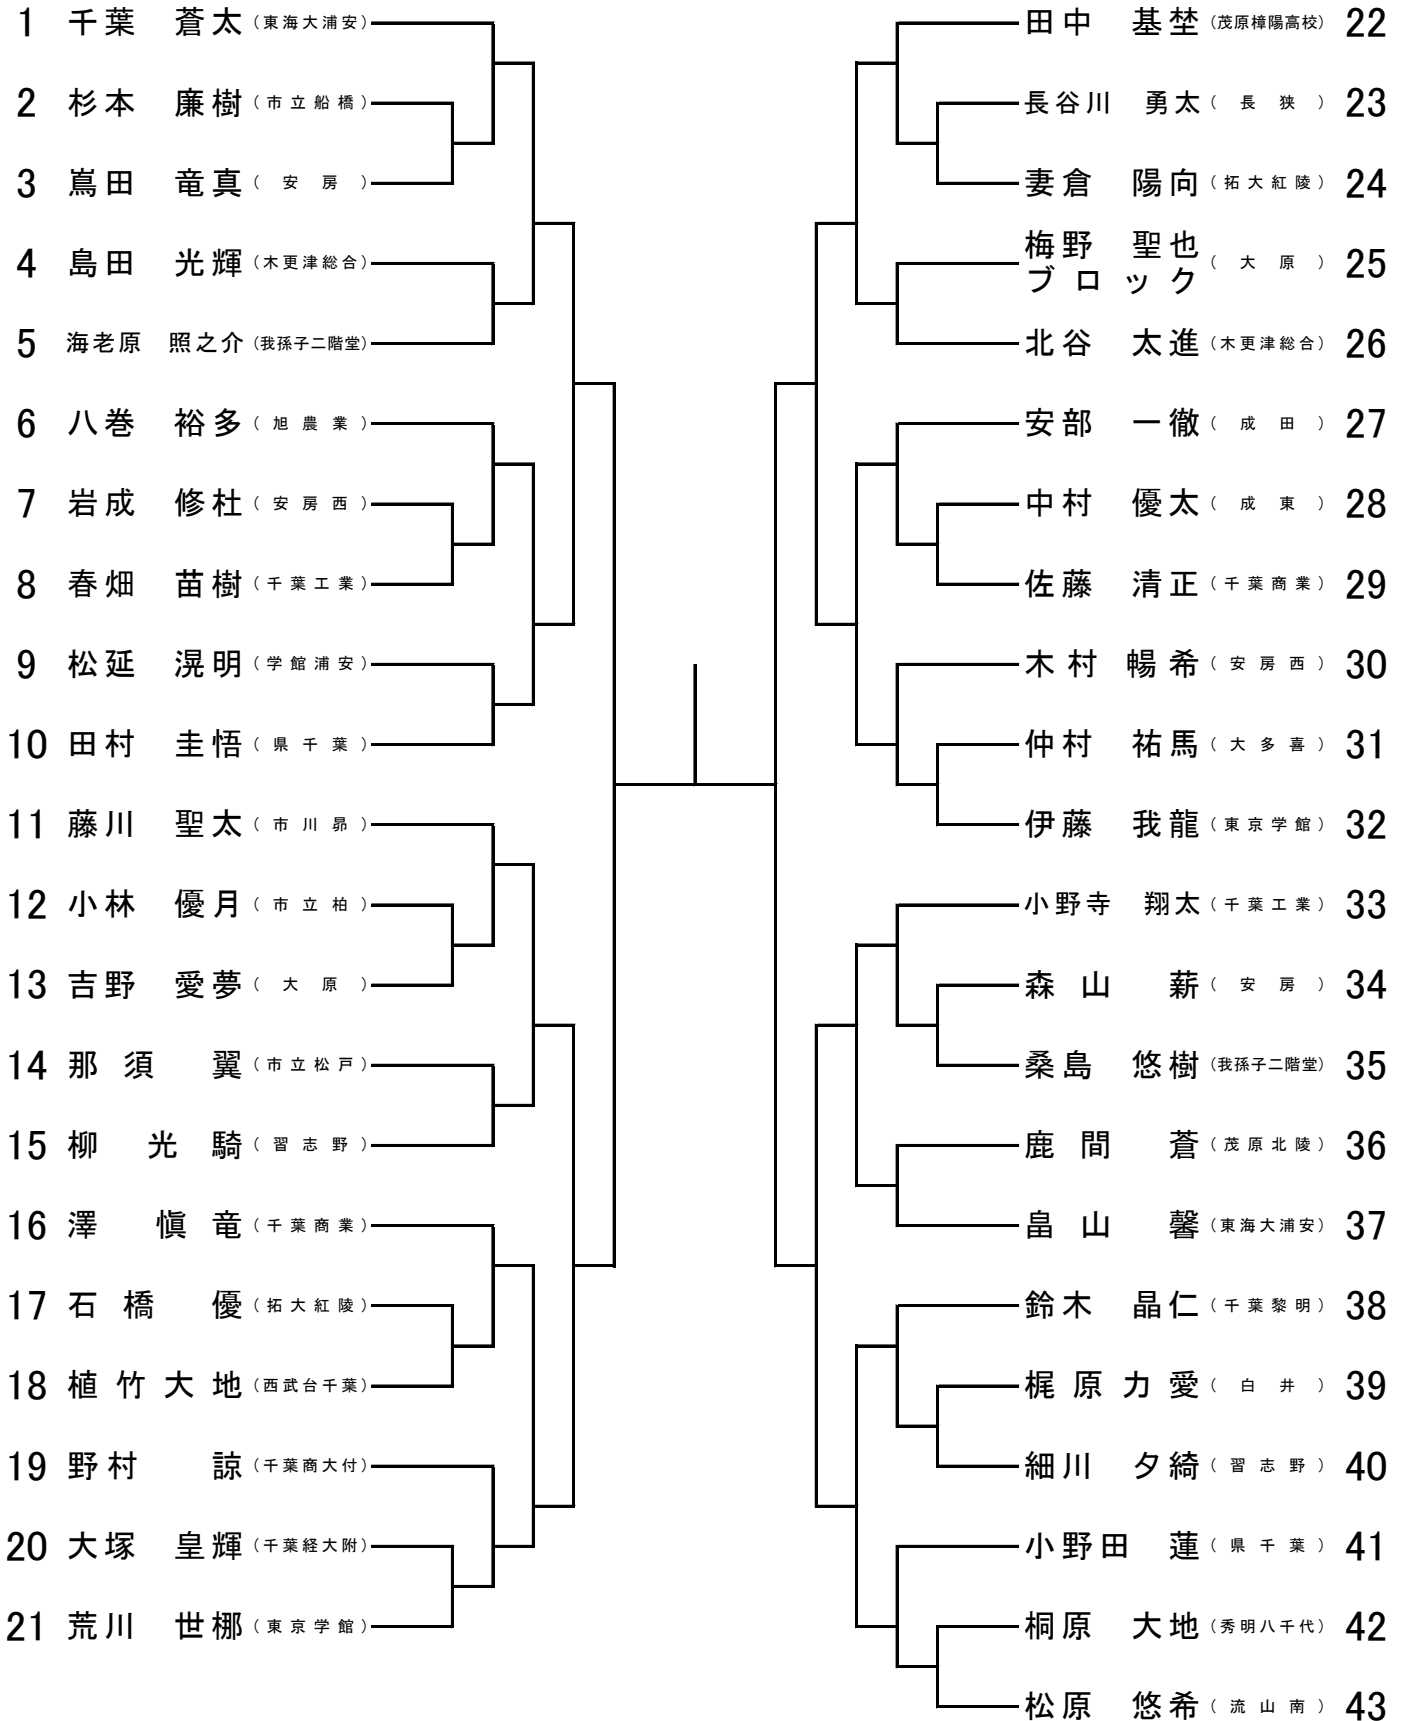 1 千葉 蒼太 (東海大浦安)
2 杉本 廉樹 (市立船橋)
3 嶌田 竜真 (安房)
4 島田 光輝 (木更津総合)
5 海老原 照之介 (我孫子二階堂)
6 八巻 裕多 (旭農業)
7 岩成 修杜 (安房西)
8 春畑 苗樹 (千葉工業)
9 松延 滉明 (学館浦安)
10 田村 圭悟 (県千葉)
11 藤川 聖太 (市川昴)
12 小林 優月 (市立柏)
13 吉野 愛夢 (大原)
14 那須 翼 (市立松戸)
15 柳 光騎 (習志野)
16 澤 愼竜 (千葉商業)
17 石橋 優 (拓大紅陵)
18 植竹大地 (西武台千葉)
19 野村 諒 (千葉商大付)
20 大塚 皇輝 (千葉経大附)
21 荒川 世梛 (東京学館)
田中 基埜 (茂原樟陽高校) 22
長谷川 勇太 (長狭) 23
妻倉 陽向 (拓大紅陵) 24
梅野 聖也
ブロック (大原) 25
北谷 太進 (木更津総合) 26
安部 一徹 (成田) 27
中村 優太 (成東) 28
佐藤 清正 (千葉商業) 29
木村 暢希 (安房西) 30
仲村 祐馬 (大多喜) 31
伊藤 我龍 (東京学館) 32
小野寺 翔太 (千葉工業) 33
森山 薪 (安房) 34
桑島 悠樹 (我孫子二階堂) 35
鹿間 蒼 (茂原北陵) 36
畠山 馨 (東海大浦安) 37
鈴木 晶仁 (千葉黎明) 38
梶原力愛 (白井) 39
細川 夕綺 (習志野) 40
小野田 蓮 (県千葉) 41
桐原 大地 (秀明八千代) 42
松原 悠希 (流山南) 43